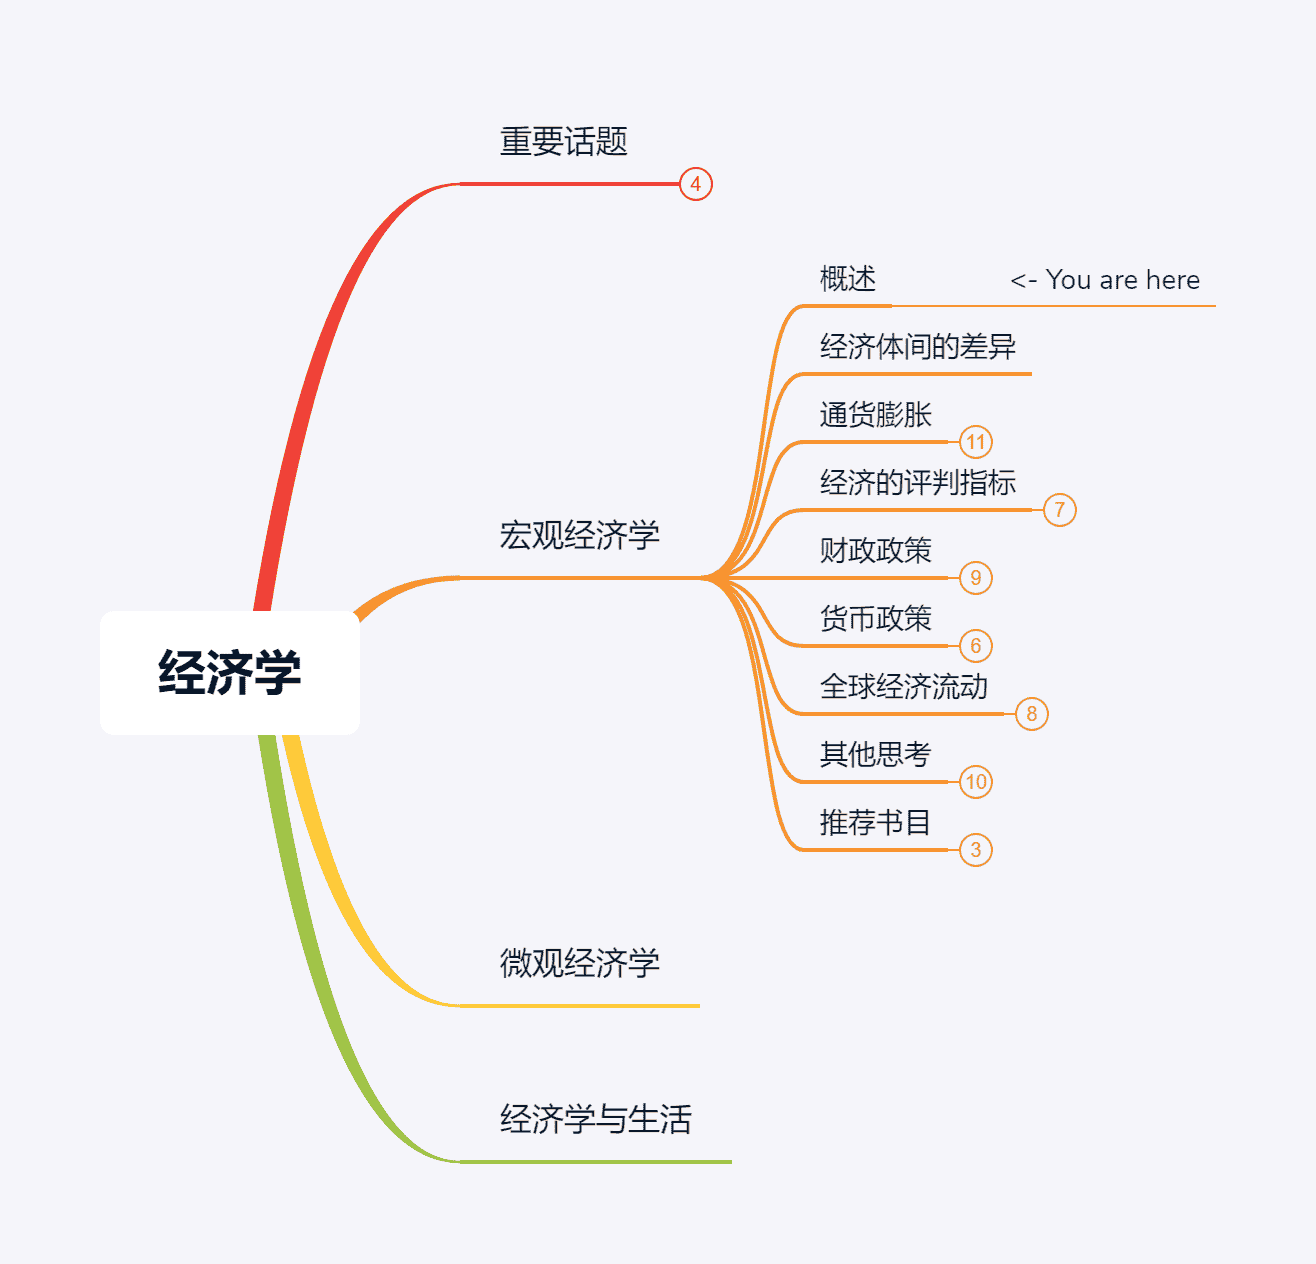 重要话题
4
概述
<- You are here
经济体间的差异
通货膨胀
11
经济的评判指标
7
宏观经济学
财政政策
9
货币政策
6
经济学
全球经济流动
8
其他思考
10
推荐书目
3
微观经济学
经济学与生活